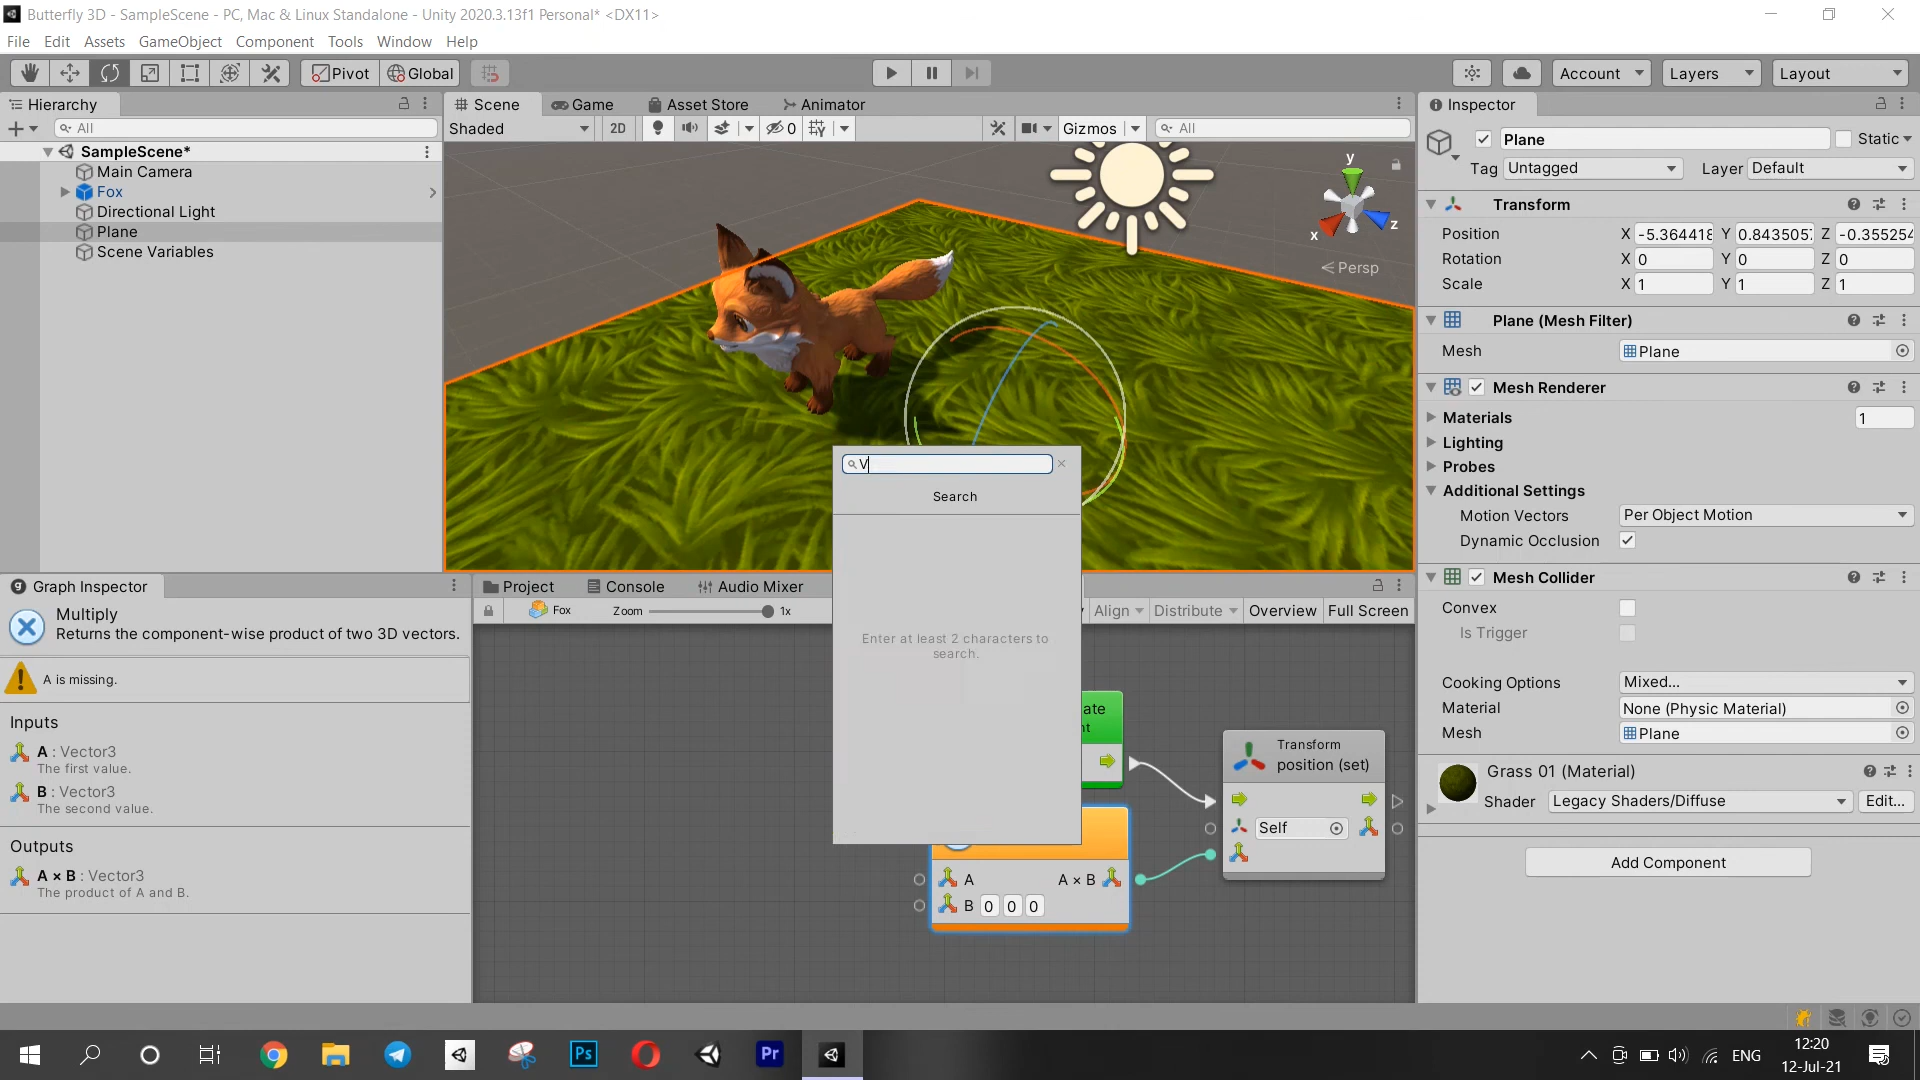 Butterfly 3D - SampleScene - PC, Mac & Linux Standalone - Unity 2020.3.13f1 Personal* <DX11>
File Edit Assets GameObject Component Tools Window Help
Pivot Global Account Layers Layout
Hierarchy
All
SampleScene*
Main Camera
Fox
Directional Light
Plane
Scene Variables
Scene Game Asset Store Animator
Shaded 2D 0 Gizmos All
y
x
z
Persp
Inspector
Plane Static
Tag Untagged Layer Default
Transform
Position X -5.364418 Y 0.8435057 Z -0.355254
Rotation X 0 Y 0 Z 0
Scale X 1 Y 1 Z 1
Plane (Mesh Filter)
Mesh Plane
Mesh Renderer
Materials 1
Lighting
Probes
Additional Settings
Motion Vectors Per Object Motion
Dynamic Occlusion
Mesh Collider
Convex
Is Trigger
Cooking Options Mixed...
Material None (Physic Material)
Mesh Plane
Grass 01 (Material)
Shader Legacy Shaders/Diffuse Edit...
Add Component
Graph Inspector
Multiply
Returns the component-wise product of two 3D vectors.
A is missing.
Inputs
A : Vector3
The first value.
B : Vector3
The second value.
Outputs
A × B : Vector3
The product of A and B.
Project Console Audio Mixer
Fox Zoom 1x Align Distribute Overview Full Screen
V
Search
Enter at least 2 characters to
search.
ate
nt
Transform
position (set)
Self
A A × B
B 0 0 0
Ps Pr
ENG
12:20
12-Jul-21